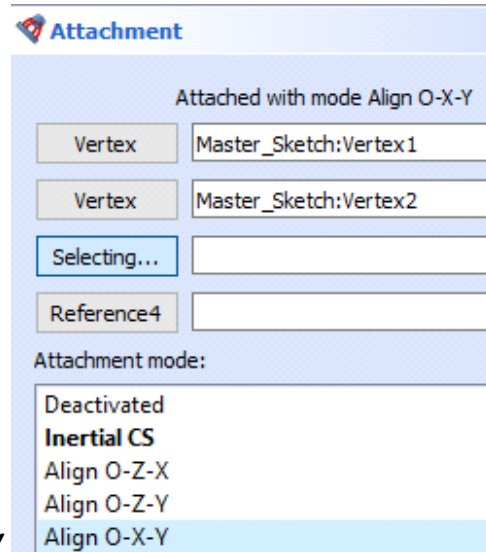 Attachment
Attached with mode Align O-X-Y
Vertex Master_Sketch:Vertex1
Vertex Master_Sketch:Vertex2
Selecting...
Reference4
Attachment mode:
Deactivated
Inertial CS
Align O-Z-X
Align O-Z-Y
Align O-X-Y